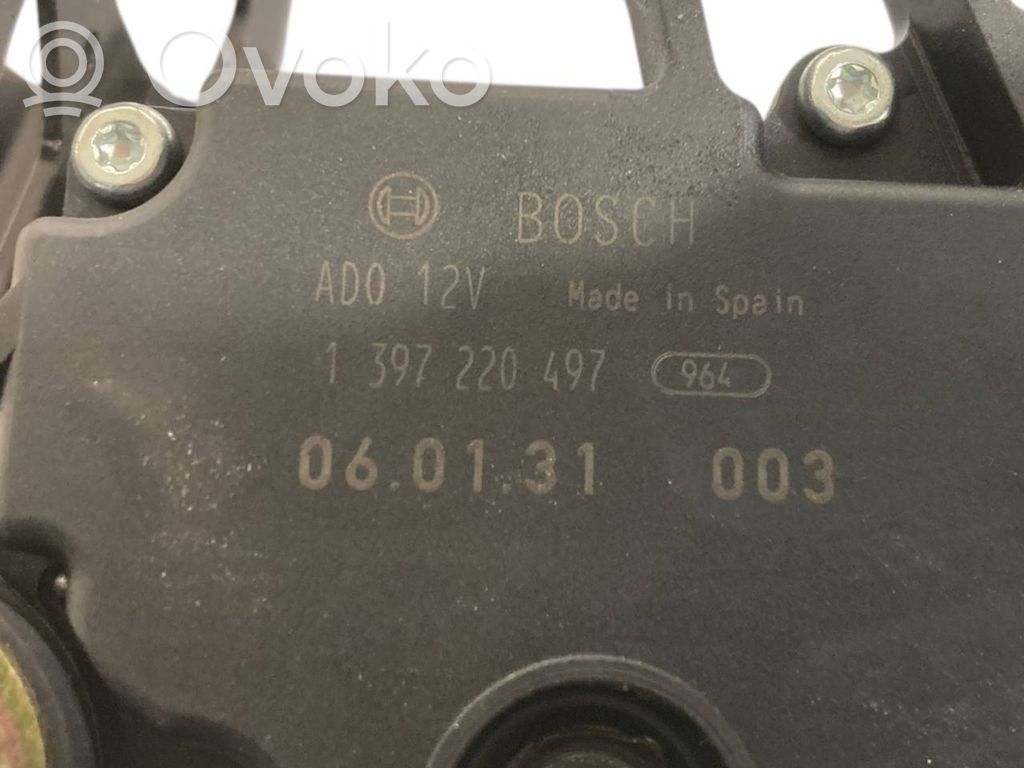 Ovoko
BOSCH
ADO 12V Made in Spain
1 397 220 497 964
06.01.31 003